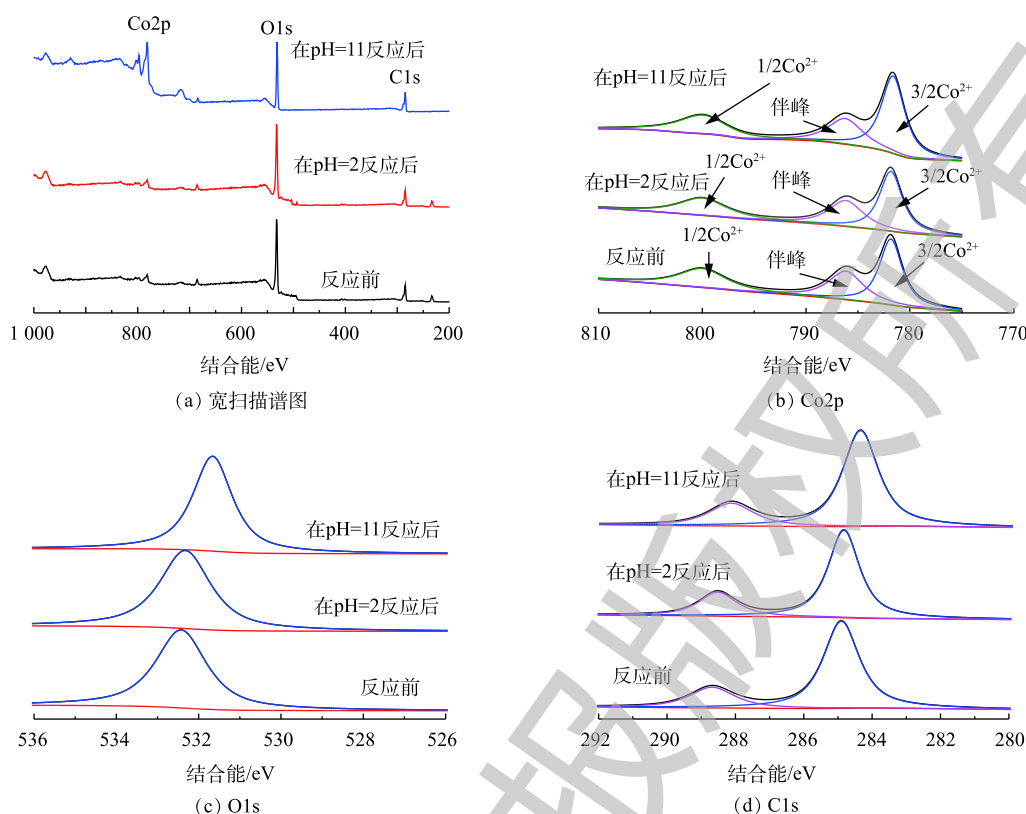 Co2p
O1s
在pH=11反应后
C1s
在pH=2反应后
反应前
1 000
800
600
400
200
结合能/eV
(a) 宽扫描谱图
在pH=11反应后
1/2Co²⁺
伴峰
3/2Co²⁺
在pH=2反应后
1/2Co²⁺
伴峰
3/2Co²⁺
反应前
1/2Co²⁺
伴峰
3/2Co²⁺
810
800
790
780
770
结合能/eV
(b) Co2p
在pH=11反应后
在pH=2反应后
反应前
536
534
532
530
528
526
结合能/eV
(c) O1s
在pH=11反应后
在pH=2反应后
反应前
292
290
288
286
284
282
280
结合能/eV
(d) C1s
报版权所有